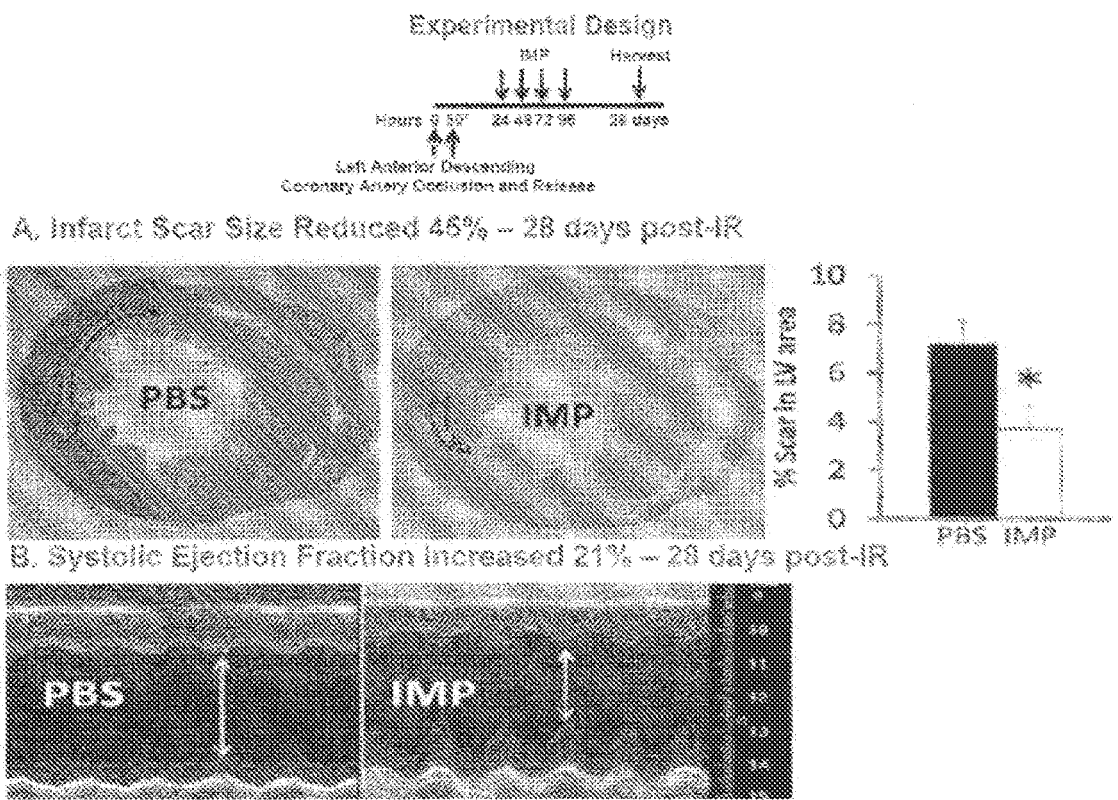 Experimental Design
IMP Harvest
Hours 0 30" 24 48 72 96 28 days
Left Anterior Descending
Coronary Artery Occlusion and Release
A. Infarct Scar Size Reduced 46% – 28 days post-IR
PBS
IMP
% Scar in LV area
10
8
6
4
2
0
*
PBS IMP
B. Systolic Ejection Fraction increased 21% – 28 days post-IR
PBS
IMP